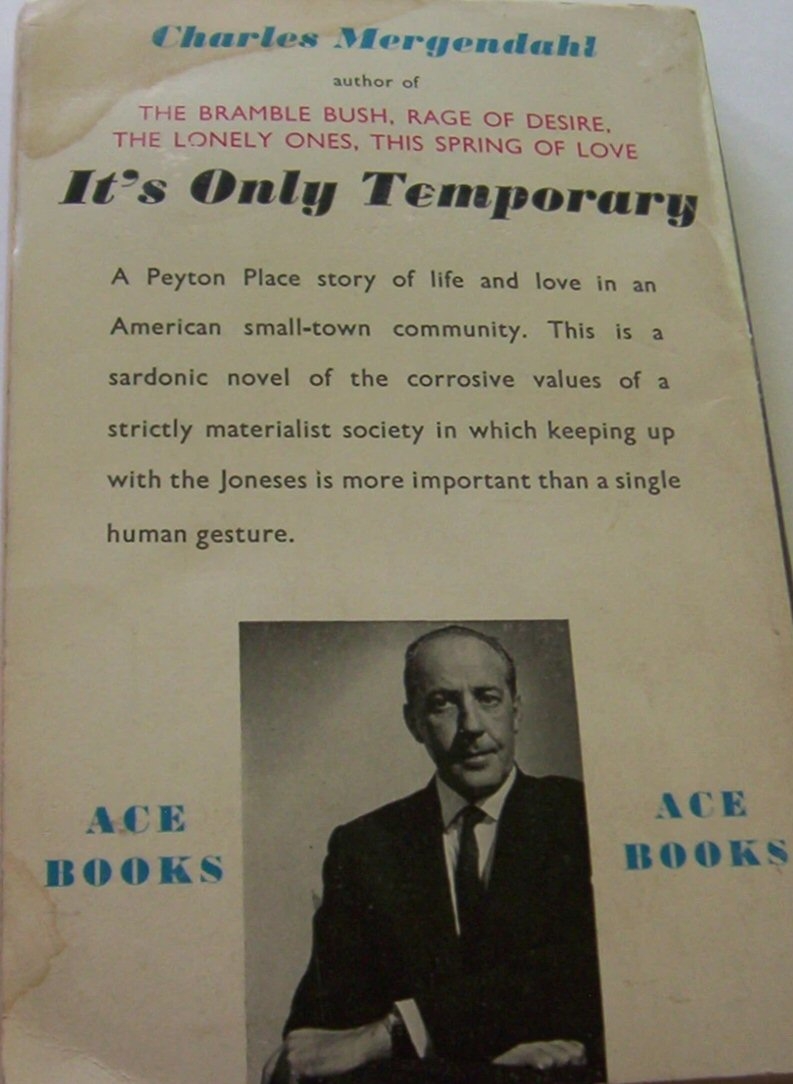 Charles Mergendahl
author of
THE BRAMBLE BUSH, RAGE OF DESIRE,
THE LONELY ONES, THIS SPRING OF LOVE
It's Only Temporary
A Peyton Place story of life and love in an
American small-town community. This is a
sardonic novel of the corrosive values of a
strictly materialist society in which keeping up
with the Joneses is more important than a single
human gesture.
ACE
BOOKS
ACE
BOOKS